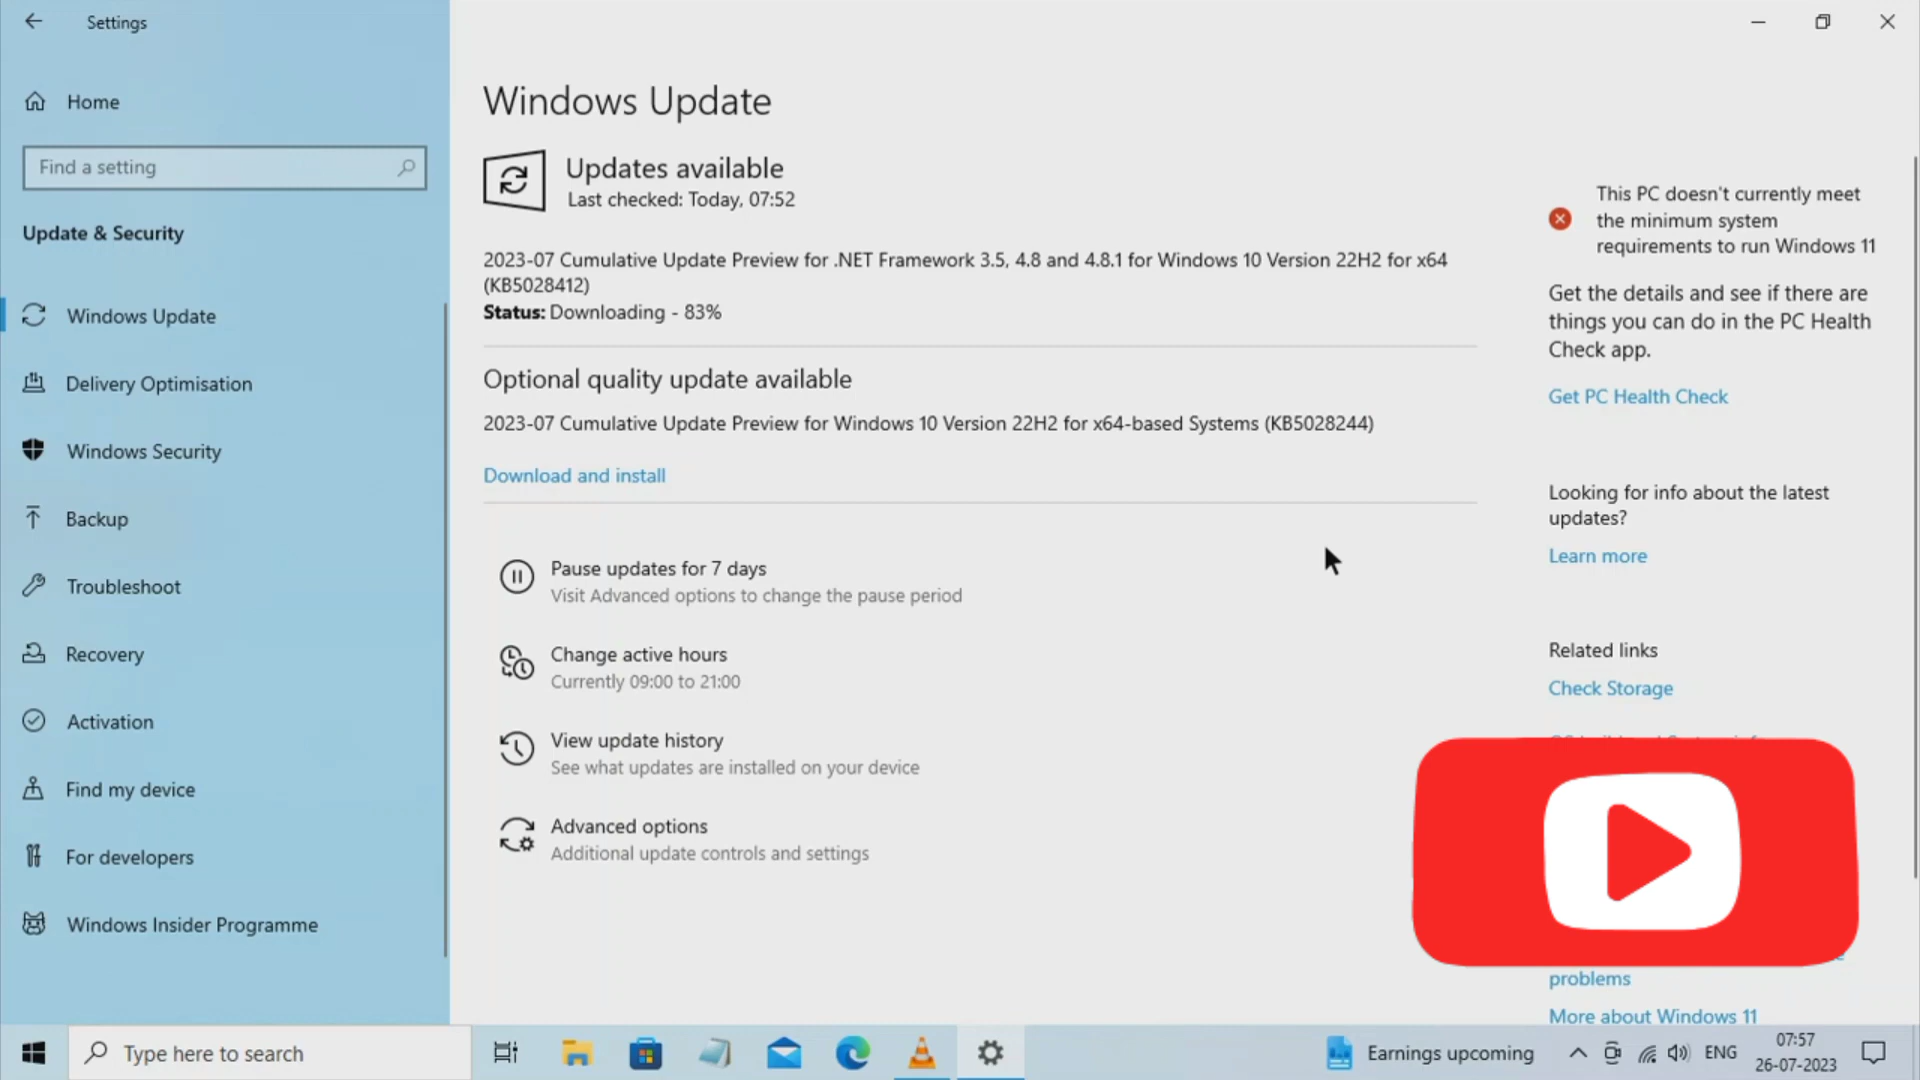 Settings
Home
Find a setting
Update & Security
Windows Update
Delivery Optimisation
Windows Security
Backup
Troubleshoot
Recovery
Activation
Find my device
For developers
Windows Insider Programme
Windows Update
Updates available
Last checked: Today, 07:52
2023-07 Cumulative Update Preview for .NET Framework 3.5, 4.8 and 4.8.1 for Windows 10 Version 22H2 for x64
(KB5028412)
Status: Downloading - 83%
Optional quality update available
2023-07 Cumulative Update Preview for Windows 10 Version 22H2 for x64-based Systems (KB5028244)
Download and install
Pause updates for 7 days
Visit Advanced options to change the pause period
Change active hours
Currently 09:00 to 21:00
View update history
See what updates are installed on your device
Advanced options
Additional update controls and settings
This PC doesn't currently meet
the minimum system
requirements to run Windows 11
Get the details and see if there are
things you can do in the PC Health
Check app.
Get PC Health Check
Looking for info about the latest
updates?
Learn more
Related links
Check Storage
problems
More about Windows 11
Type here to search
Earnings upcoming
ENG
07:57
26-07-2023